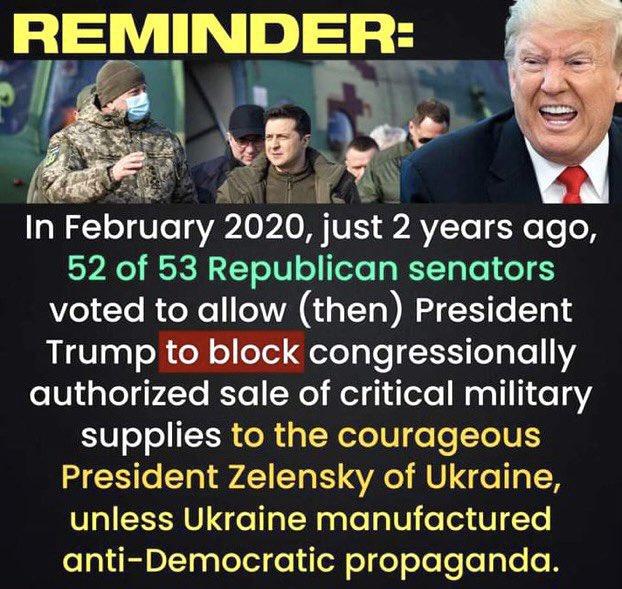 REMINDER:
In February 2020, just 2 years ago,
52 of 53 Republican senators
voted to allow (then) President
Trump to block congressionally
authorized sale of critical military
supplies to the courageous
President Zelensky of Ukraine,
unless Ukraine manufactured
anti-Democratic propaganda.